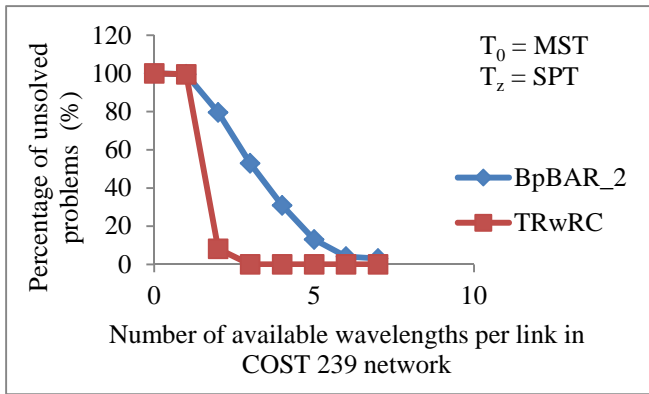 120
100
80
60
40
20
0
Percentage of unsolved
problems (%)
T0 = MST
Tz = SPT
BpBAR_2
TRwRC
0 5 10
Number of available wavelengths per link in
COST 239 network